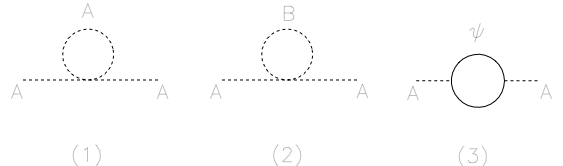 A B ψ
A A A A A A
(1) (2) (3)